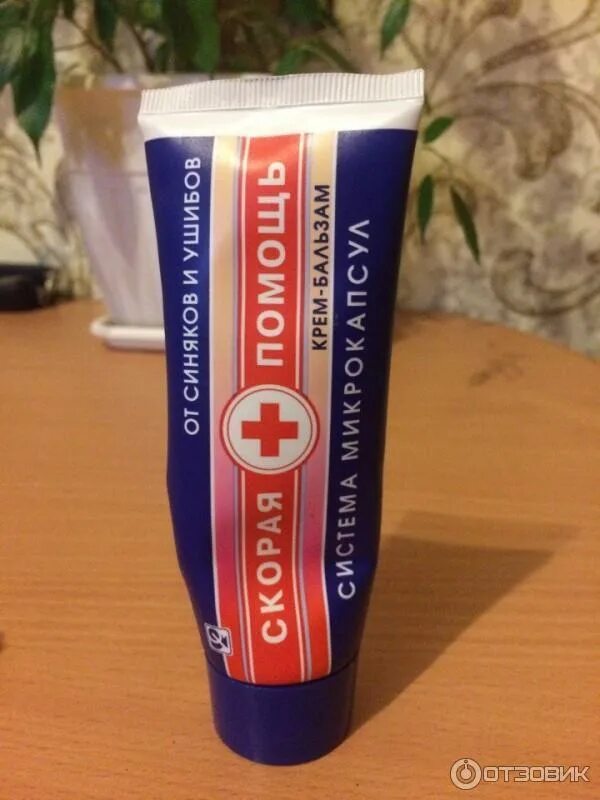 ОТ СИНЯКОВ И УШИБОВ
СКОРАЯ ПОМОЩЬ
КРЕМ-БАЛЬЗАМ
СИСТЕМА МИКРОКАПСУЛ
ОТЗОВИК